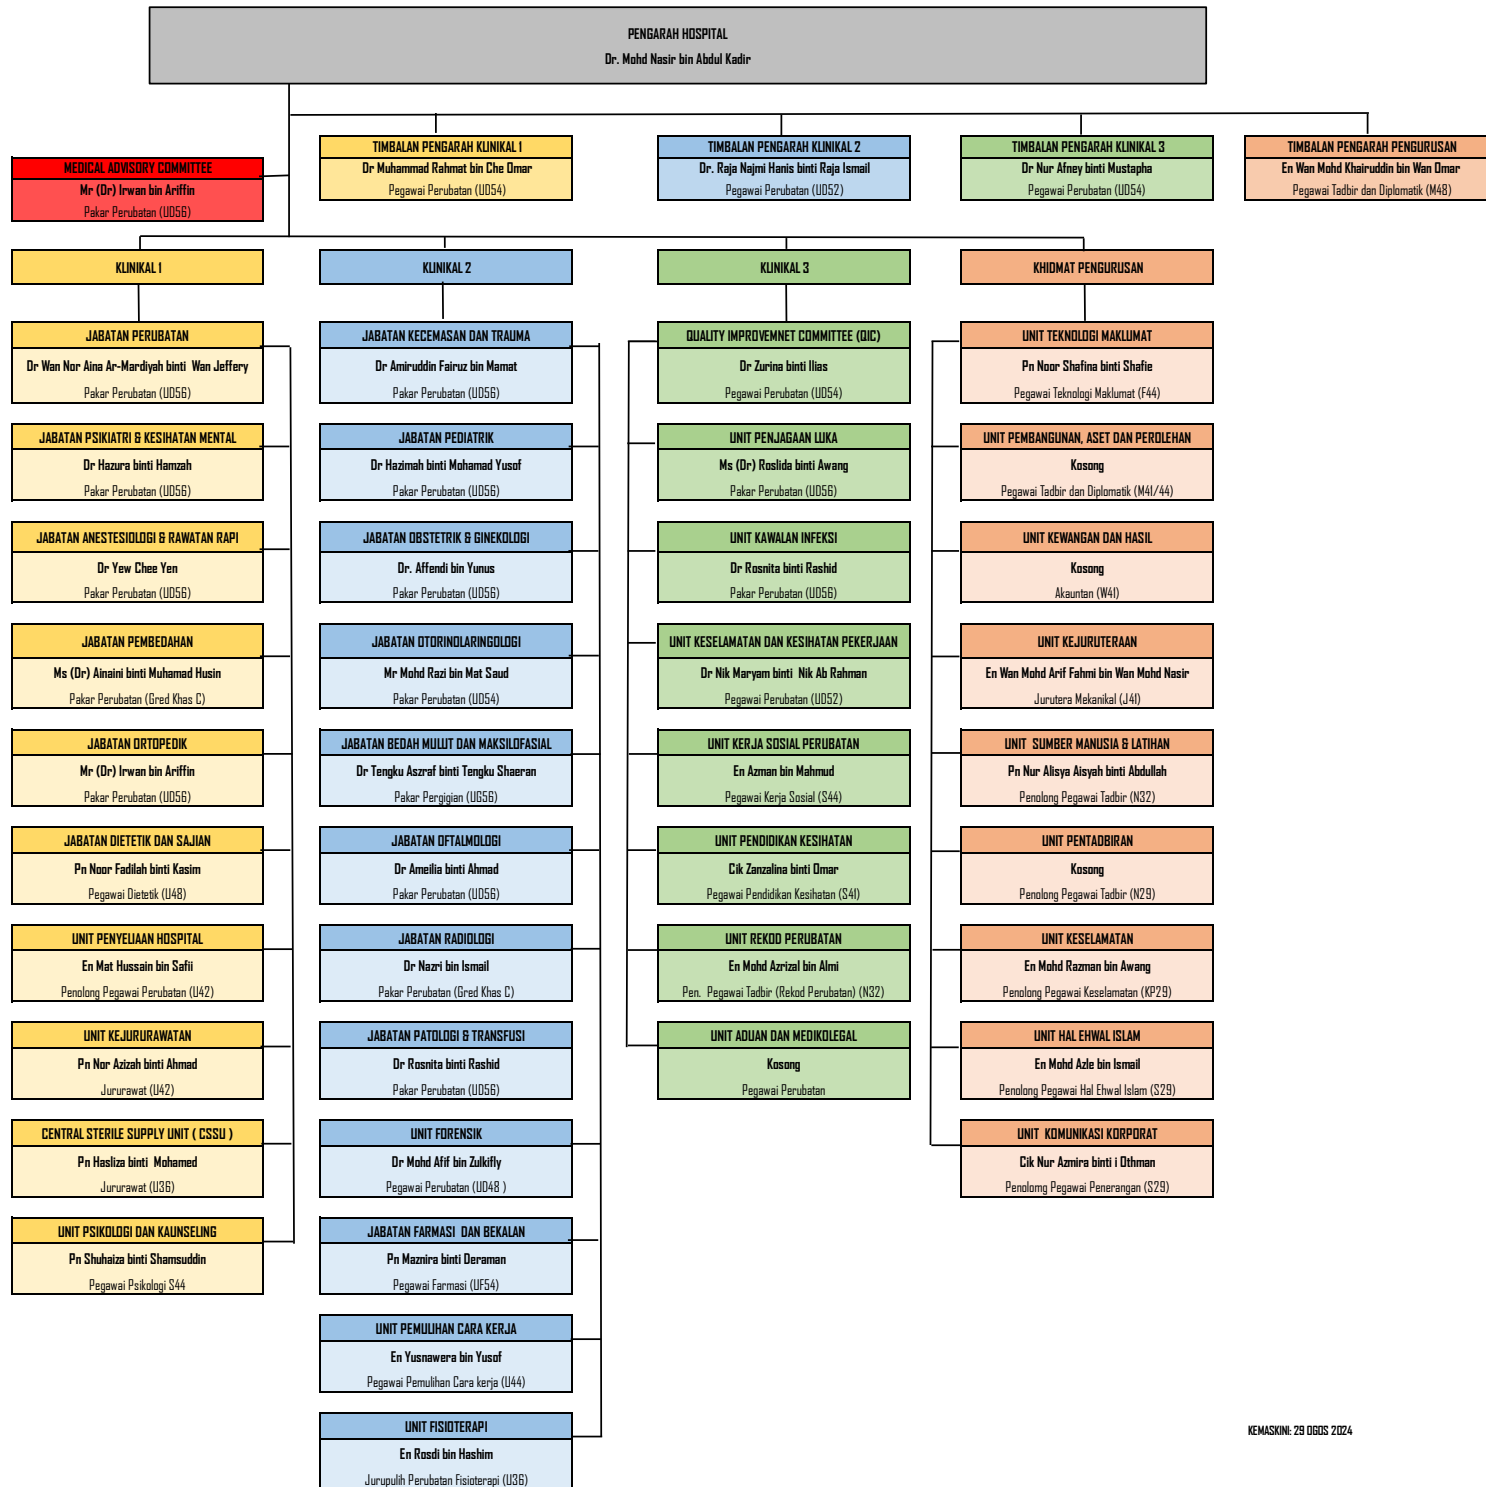 PENGARAH HOSPITAL
Dr. Mohd Nasir bin Abdul Kadir
MEDICAL ADVISORY COMMITTEE
Mr (Dr) Irwan bin Ariffin
Pakar Perubatan (UD56)
TIMBALAN PENGARAH KLINIKAL 1
Dr Muhammad Rahmat bin Che Omar
Pegawai Perubatan (UD54)
TIMBALAN PENGARAH KLINIKAL 2
Dr. Raja Najmi Hanis binti Raja Ismail
Pegawai Perubatan (UD52)
TIMBALAN PENGARAH KLINIKAL 3
Dr Nur Afney binti Mustapha
Pegawai Perubatan (UD54)
TIMBALAN PENGARAH PENGURUSAN
En Wan Mohd Khairuddin bin Wan Omar
Pegawai Tadbir dan Diplomatik (M48)
KLINIKAL 1
JABATAN PERUBATAN
Dr Wan Nor Aina Ar-Mardiyah binti Wan Jeffery
Pakar Perubatan (UD56)
JABATAN PSIKIATRI & KESIHATAN MENTAL
Dr Hazura binti Hamzah
Pakar Perubatan (UD56)
JABATAN ANESTESIOLOGI & RAWATAN RAPI
Dr Yew Chee Yen
Pakar Perubatan (UD56)
JABATAN PEMBEDAHAN
Ms (Dr) Ainaini binti Muhamad Husin
Pakar Perubatan (Gred Khas C)
JABATAN ORTOPEDIK
Mr (Dr) Irwan bin Ariffin
Pakar Perubatan (UD56)
JABATAN DIETETIK DAN SAJIAN
Pn Noor Fadilah binti Kasim
Pegawai Dietetik (U48)
UNIT PENYELIAAN HOSPITAL
En Mat Hussain bin Safii
Penolong Pegawai Perubatan (U42)
UNIT KEJURURAWATAN
Pn Nor Azizah binti Ahmad
Jururawat (U42)
CENTRAL STERILE SUPPLY UNIT ( CSSU )
Pn Hasliza binti Mohamed
Jururawat (U36)
UNIT PSIKOLOGI DAN KAUNSELING
Pn Shuhaiza binti Shamsuddin
Pegawai Psikologi S44
KLINIKAL 2
JABATAN KECEMASAN DAN TRAUMA
Dr Amiruddin Fairuz bin Mamat
Pakar Perubatan (UD56)
JABATAN PEDIATRIK
Dr Hazimah binti Mohamad Yusof
Pakar Perubatan (UD56)
JABATAN OBSTETRIK & GINEKOLOGI
Dr. Affendi bin Yunus
Pakar Perubatan (UD56)
JABATAN OTORINOLARINGOLOGI
Mr Mohd Razi bin Mat Saud
Pakar Perubatan (UD54)
JABATAN BEDAH MULUT DAN MAKSILOFASIAL
Dr Tengku Aszraf binti Tengku Shaeran
Pakar Pergigian (UG56)
JABATAN OFTALMOLOGI
Dr Ameilia binti Ahmad
Pakar Perubatan (UD56)
JABATAN RADIOLOGI
Dr Nazri bin Ismail
Pakar Perubatan (Gred Khas C)
JABATAN PATOLOGI & TRANSFUSI
Dr Rosnita binti Rashid
Pakar Perubatan (UD56)
UNIT FORENSIK
Dr Mohd Afif bin Zulkifly
Pegawai Perubatan (UD48 )
JABATAN FARMASI DAN BEKALAN
Pn Maznira binti Deraman
Pegawai Farmasi (UF54)
UNIT PEMULIHAN CARA KERJA
En Yusnawera bin Yusof
Pegawai Pemulihan Cara kerja (U44)
UNIT FISIOTERAPI
En Rosdi bin Hashim
Jurupulih Perubatan Fisioterapi (U36)
KLINIKAL 3
QUALITY IMPROVEMNET COMMITTEE (QIC)
Dr Zurina binti Ilias
Pegawai Perubatan (UD54)
UNIT PENJAGAAN LUKA
Ms (Dr) Roslida binti Awang
Pakar Perubatan (UD56)
UNIT KAWALAN INFEKSI
Dr Rosnita binti Rashid
Pakar Perubatan (UD56)
UNIT KESELAMATAN DAN KESIHATAN PEKERJAAN
Dr Nik Maryam binti Nik Ab Rahman
Pegawai Perubatan (UD52)
UNIT KERJA SOSIAL PERUBATAN
En Azman bin Mahmud
Pegawai Kerja Sosial (S44)
UNIT PENDIDIKAN KESIHATAN
Cik Zanzalina binti Omar
Pegawai Pendidikan Kesihatan (S41)
UNIT REKOD PERUBATAN
En Mohd Azrizal bin Almi
Pen. Pegawai Tadbir (Rekod Perubatan) (N32)
UNIT ADUAN DAN MEDIKOLEGAL
Kosong
Pegawai Perubatan
KHIDMAT PENGURUSAN
UNIT TEKNOLOGI MAKLUMAT
Pn Noor Shafina binti Shafie
Pegawai Teknologi Maklumat (F44)
UNIT PEMBANGUNAN, ASET DAN PEROLEHAN
Kosong
Pegawai Tadbir dan Diplomatik (M41/44)
UNIT KEWANGAN DAN HASIL
Kosong
Akauntan (W41)
UNIT KEJURUTERAAN
En Wan Mohd Arif Fahmi bin Wan Mohd Nasir
Jurutera Mekanikal (J41)
UNIT SUMBER MANUSIA & LATIHAN
Pn Nur Alisya Aisyah binti Abdullah
Penolong Pegawai Tadbir (N32)
UNIT PENTADBIRAN
Kosong
Penolong Pegawai Tadbir (N29)
UNIT KESELAMATAN
En Mohd Razman bin Awang
Penolong Pegawai Keselamatan (KP29)
UNIT HAL EHWAL ISLAM
En Mohd Azle bin Ismail
Penolong Pegawai Hal Ehwal Islam (S29)
UNIT KOMUNIKASI KORPORAT
Cik Nur Azmira binti i Othman
Penolomg Pegawai Penerangan (S29)
KEMASKINI: 29 OGOS 2024